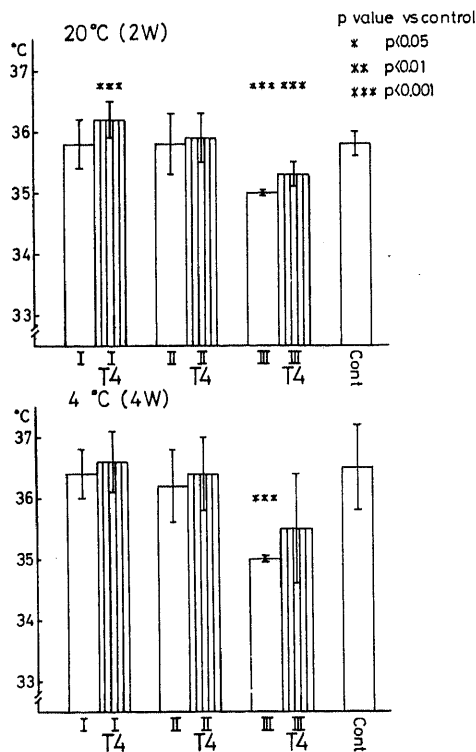 20°C (2W)
p value vs control
* p<0.05
** p<0.01
*** p<0.001
°C
37
36
35
34
33
*** *** ***
I I II II III III Cont
T4 T4 T4
4 °C (4W)
°C
37
36
35
34
33
***
I I II II III III Cont
T4 T4 T4